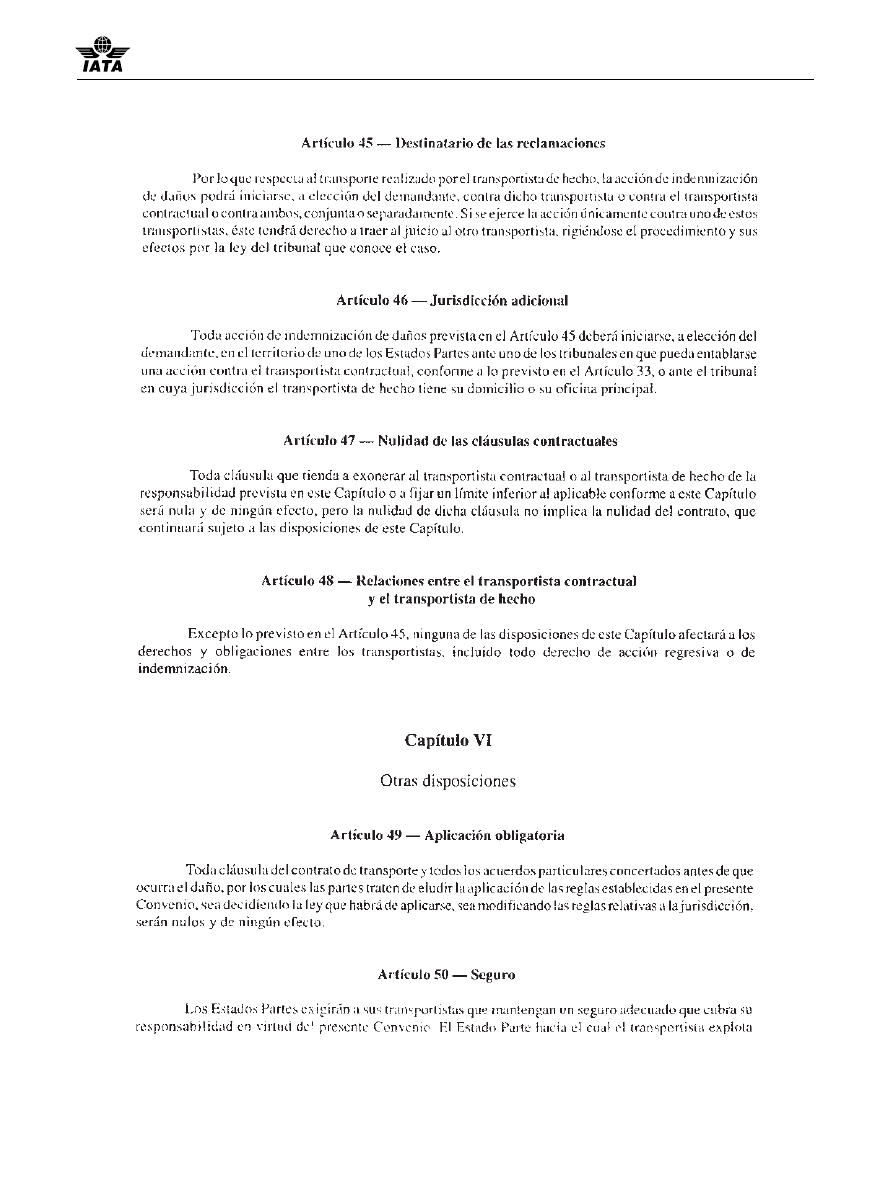 IATA
Artículo 45 — Destinatario de las reclamaciones
Por lo que respecta al transporte realizado por el transportista de hecho, la acción de indemnización
de daños podrá iniciarse, a elección del demandante, contra dicho transportista o contra el transportista
contractual o contra ambos, conjunta o separadamente. Si se ejerce la acción únicamente contra uno de estos
transportistas, éste tendrá derecho a traer al juicio al otro transportista, rigiéndose el procedimiento y sus
efectos por la ley del tribunal que conoce el caso.
Artículo 46 — Jurisdicción adicional
Toda acción de indemnización de daños prevista en el Artículo 45 deberá iniciarse, a elección del
demandante, en el territorio de uno de los Estados Partes ante uno de los tribunales en que pueda entablarse
una acción contra el transportista contractual, conforme a lo previsto en el Artículo 33, o ante el tribunal
en cuya jurisdicción el transportista de hecho tiene su domicilio o su oficina principal.
Artículo 47 — Nulidad de las cláusulas contractuales
Toda cláusula que tienda a exonerar al transportista contractual o al transportista de hecho de la
responsabilidad prevista en este Capítulo o a fijar un límite inferior al aplicable conforme a este Capítulo
será nula y de ningún efecto, pero la nulidad de dicha cláusula no implica la nulidad del contrato, que
continuará sujeto a las disposiciones de este Capítulo.
Artículo 48 — Relaciones entre el transportista contractual
y el transportista de hecho
Excepto lo previsto en el Artículo 45, ninguna de las disposiciones de este Capítulo afectará a los
derechos y obligaciones entre los transportistas, incluido todo derecho de acción regresiva o de
indemnización.
Capítulo VI
Otras disposiciones
Artículo 49 — Aplicación obligatoria
Toda cláusula del contrato de transporte y todos los acuerdos particulares concertados antes de que
ocurra el daño, por los cuales las partes traten de eludir la aplicación de las reglas establecidas en el presente
Convenio, sea decidiendo la ley que habrá de aplicarse, sea modificando las reglas relativas a la jurisdicción,
serán nulos y de ningún efecto.
Artículo 50 — Seguro
Los Estados Partes exigirán a sus transportistas que mantengan un seguro adecuado que cubra su
responsabilidad en virtud del presente Convenio. El Estado Parte hacia el cual el transportista explota